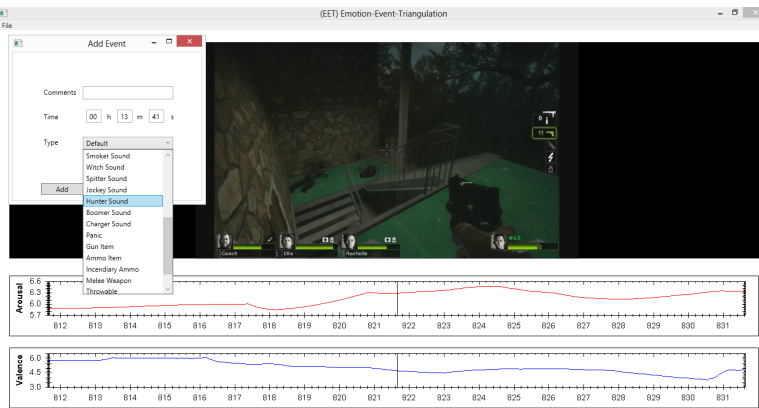 (EET) Emotion-Event-Triangulation
File
Add Event
Comments
Time 00 h 13 m 41 s
Type Default
Smoker Sound
Witch Sound
Spitter Sound
Jockey Sound
Hunter Sound
Boomer Sound
Charger Sound
Panic
Gun Item
Ammo Item
Incendiary Ammo
Melee Weapon
Throwable
Add
0
11
Coach Ellis Rochelle
Arousal
6.6
6.3
6.0
5.7
812 813 814 815 816 817 818 819 820 821 822 823 824 825 826 827 828 829 830 831
Valence
6.0
4.5
3.0
812 813 814 815 816 817 818 819 820 821 822 823 824 825 826 827 828 829 830 831